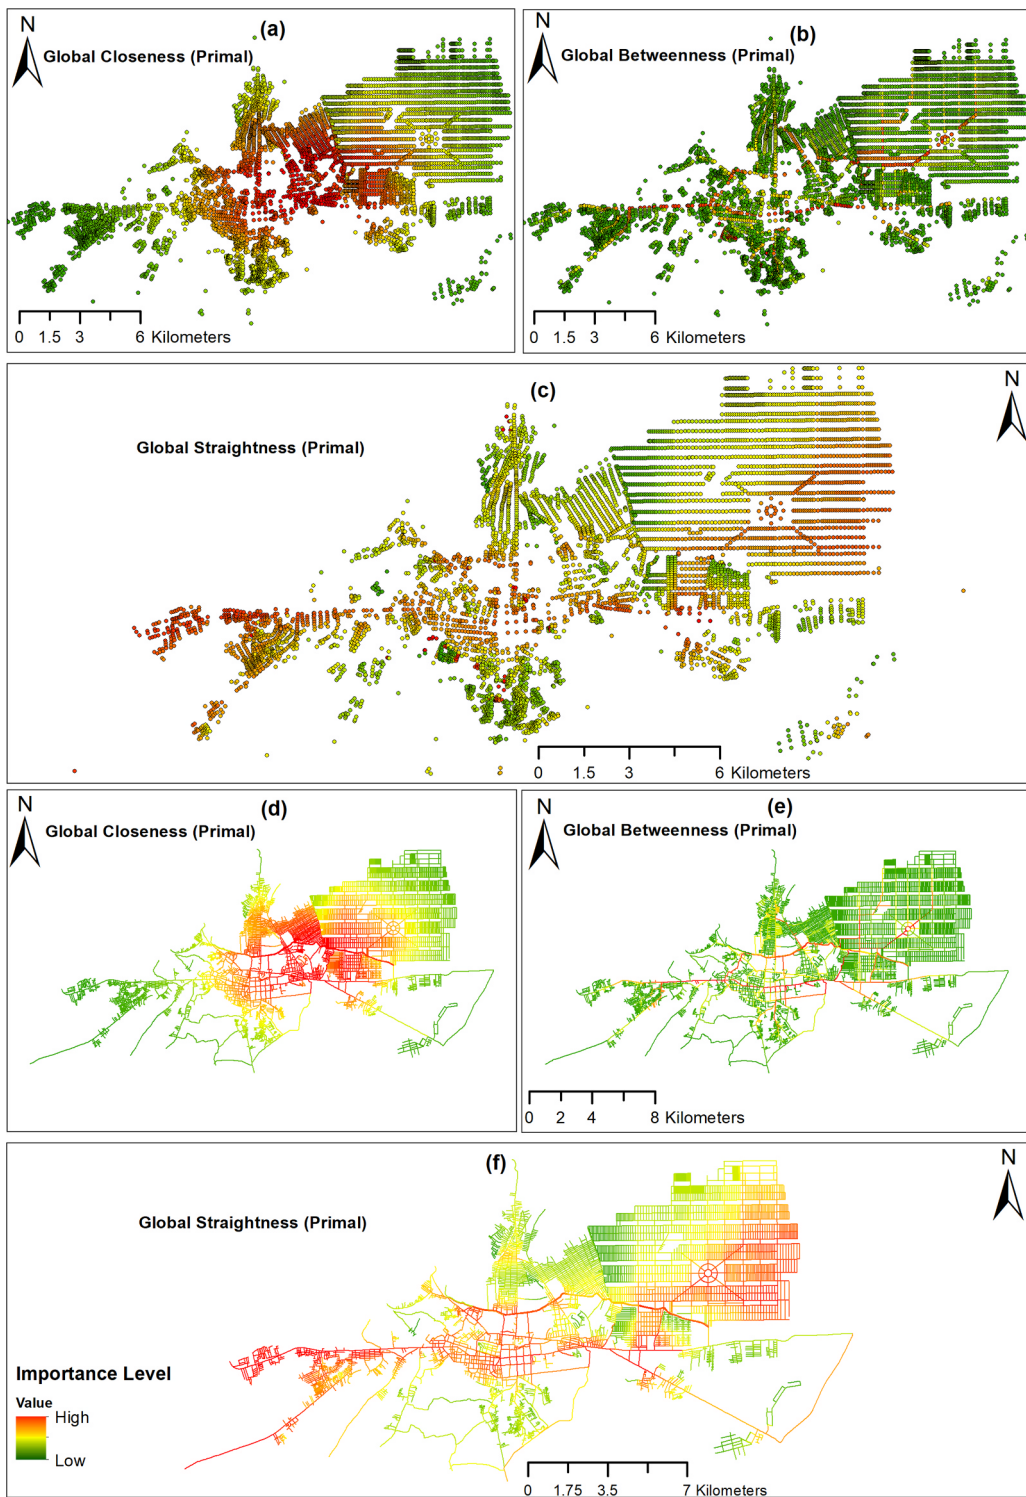 (a)
N
Global Closeness (Primal)
0 1.5 3 6 Kilometers
(b)
N
Global Betweenness (Primal)
0 1.5 3 6 Kilometers
(c)
N
Global Straightness (Primal)
0 1.5 3 6 Kilometers
(d)
N
Global Closeness (Primal)
(e)
N
Global Betweenness (Primal)
0 2 4 8 Kilometers
(f)
N
Global Straightness (Primal)
Importance Level
Value
High
Low
0 1.75 3.5 7 Kilometers